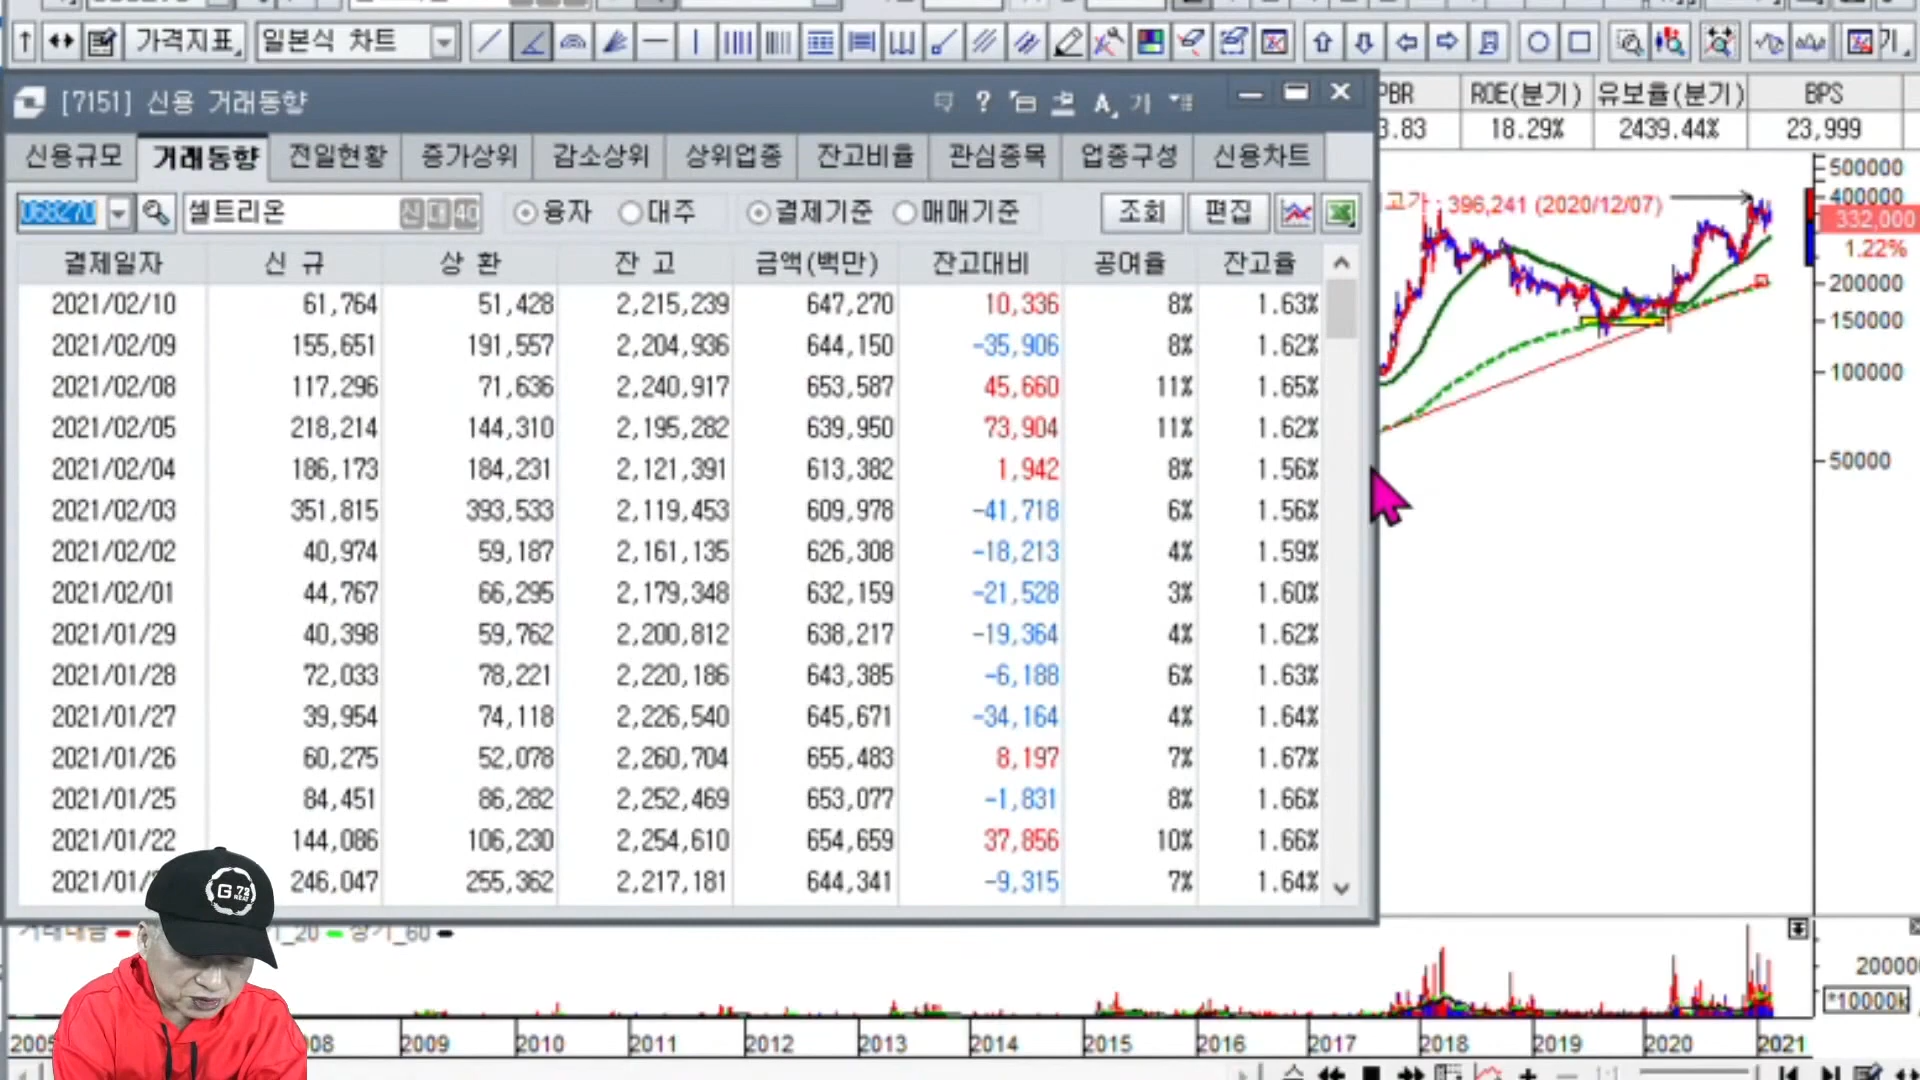 가격지표 일본식 차트
[7151] 신용 거래동향
신용규모 거래동향 전일현황 증가상위 감소상위 상위업종 잔고비율 관심종목 업종구성 신용차트
068270 셀트리온 신 대 40 융자 대주 결제기준 매매기준 조회 편집
결제일자 신 규 상 환 잔 고 금액(백만) 잔고대비 공여율 잔고율
2021/02/10 61,764 51,428 2,215,239 647,270 10,336 8% 1.63%
2021/02/09 155,651 191,557 2,204,936 644,150 -35,906 8% 1.62%
2021/02/08 117,296 71,636 2,240,917 653,587 45,660 11% 1.65%
2021/02/05 218,214 144,310 2,195,282 639,950 73,904 11% 1.62%
2021/02/04 186,173 184,231 2,121,391 613,382 1,942 8% 1.56%
2021/02/03 351,815 393,533 2,119,453 609,978 -41,718 6% 1.56%
2021/02/02 40,974 59,187 2,161,135 626,308 -18,213 4% 1.59%
2021/02/01 44,767 66,295 2,179,348 632,159 -21,528 3% 1.60%
2021/01/29 40,398 59,762 2,200,812 638,217 -19,364 4% 1.62%
2021/01/28 72,033 78,221 2,220,186 643,385 -6,188 6% 1.63%
2021/01/27 39,954 74,118 2,226,540 645,671 -34,164 4% 1.64%
2021/01/26 60,275 52,078 2,260,704 655,483 8,197 7% 1.67%
2021/01/25 84,451 86,282 2,252,469 653,077 -1,831 8% 1.66%
2021/01/22 144,086 106,230 2,254,610 654,659 37,856 10% 1.66%
2021/01/ 246,047 255,362 2,217,181 644,341 -9,315 7% 1.64%
PBR ROE(분기) 유보율(분기) BPS
3.83 18.29% 2439.44% 23,999
고가 : 396,241 (2020/12/07)
500000
400000
332,000
1.22%
200000
150000
100000
50000
20 60
200000
*10000k
2005 2009 2010 2011 2012 2013 2014 2015 2016 2017 2018 2019 2020 2021
G 73